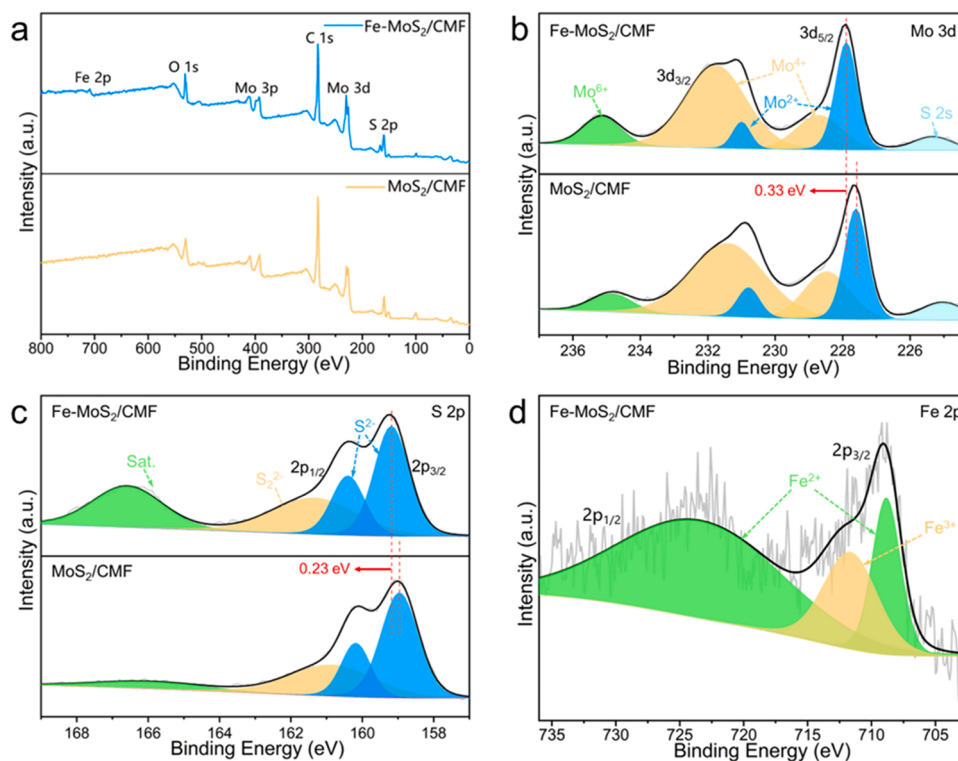 a
Fe-MoS₂/CMF
C 1s
Fe 2p
O 1s
Mo 3p
Mo 3d
S 2p
MoS₂/CMF
Intensity (a.u.)
800 700 600 500 400 300 200 100 0
Binding Energy (eV)
b
Fe-MoS₂/CMF
3d₅/₂
Mo 3d
3d₃/₂
Mo⁴⁺
Mo⁶⁺
Mo²⁺
S 2s
MoS₂/CMF
0.33 eV
Intensity (a.u.)
236 234 232 230 228 226
Binding Energy (eV)
c
Fe-MoS₂/CMF
S 2p
S²⁻
2p₁/₂
2p₃/₂
Sat.
S₂²⁻
MoS₂/CMF
0.23 eV
Intensity (a.u.)
168 166 164 162 160 158
Binding Energy (eV)
d
Fe-MoS₂/CMF
Fe 2p
2p₃/₂
Fe²⁺
2p₁/₂
Fe³⁺
Intensity (a.u.)
735 730 725 720 715 710 705
Binding Energy (eV)